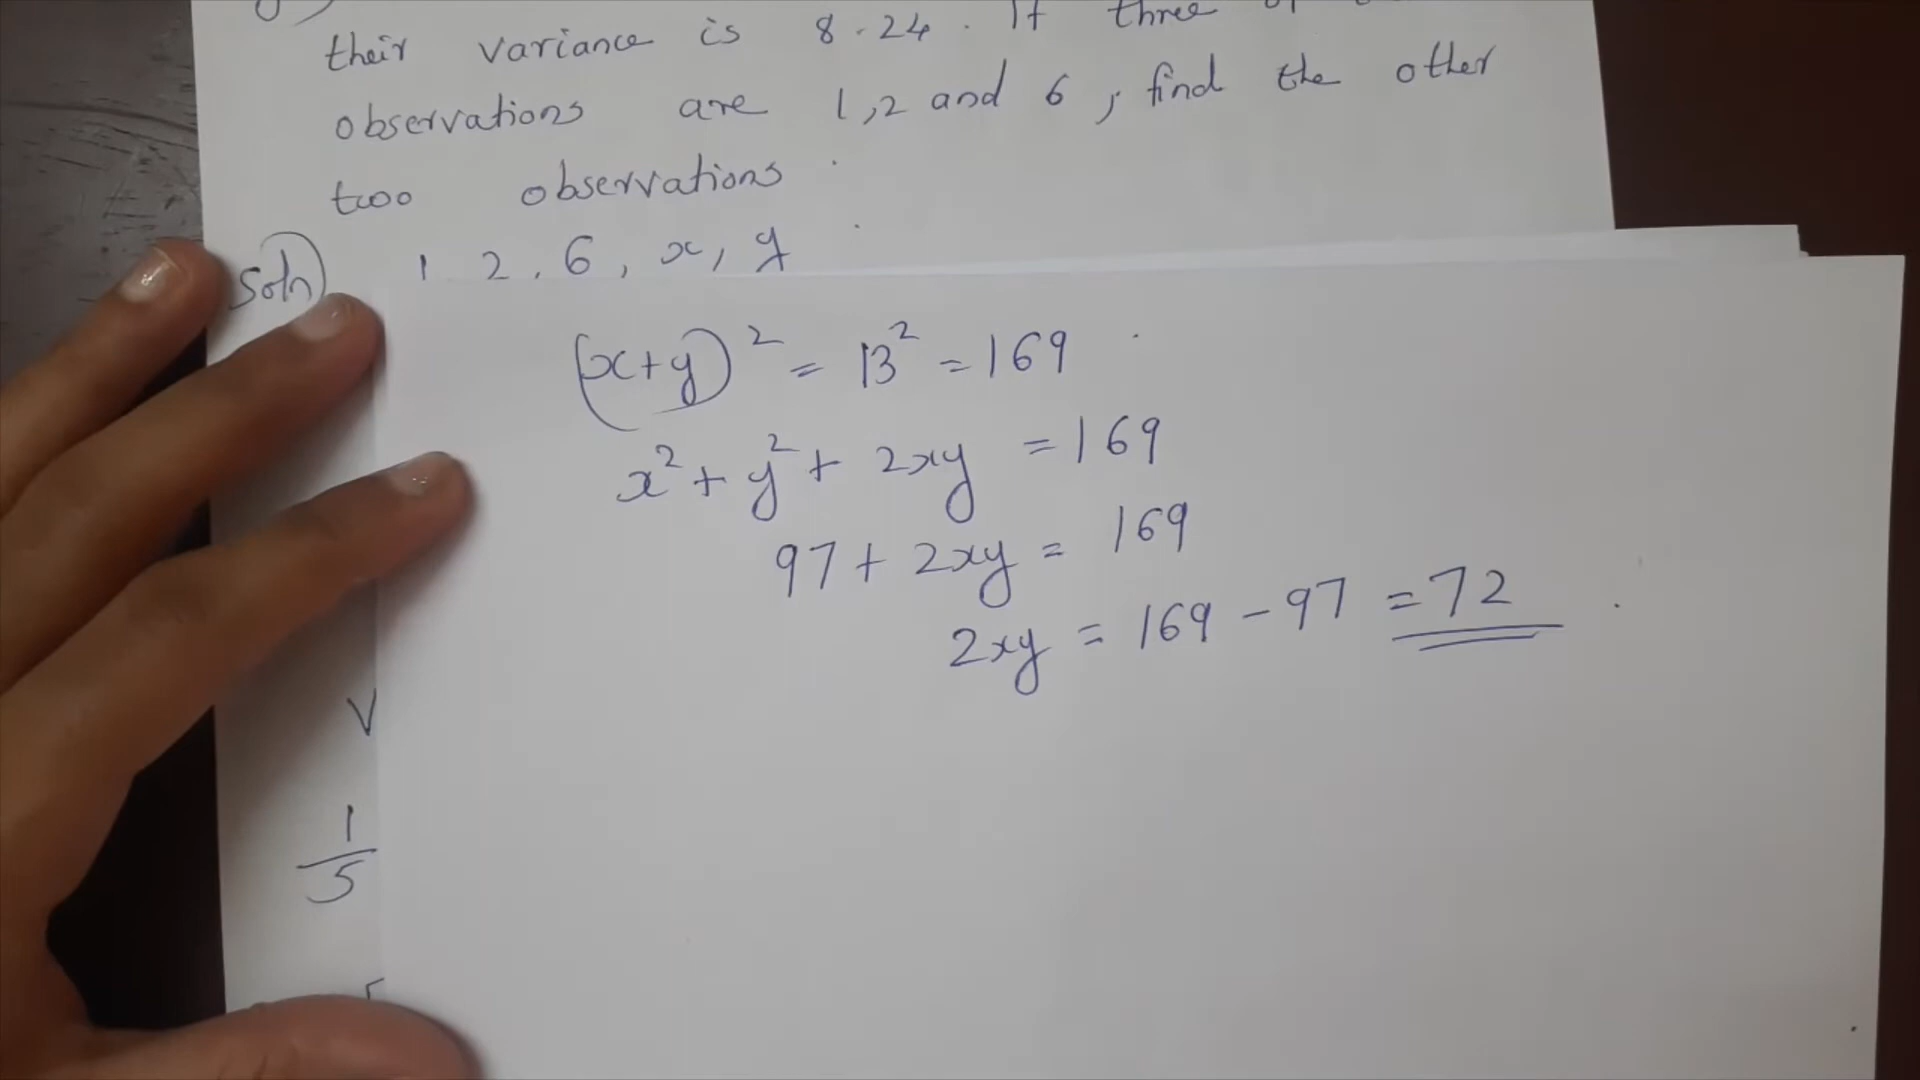 their variance is 8.24. If three
observations are 1,2 and 6, find the other
two observations.
Soln) 1 2, 6, x, y
(x+y)² = 13² = 169
x² + y² + 2xy = 169
97 + 2xy = 169
2xy = 169 - 97 = 72
V
1/5